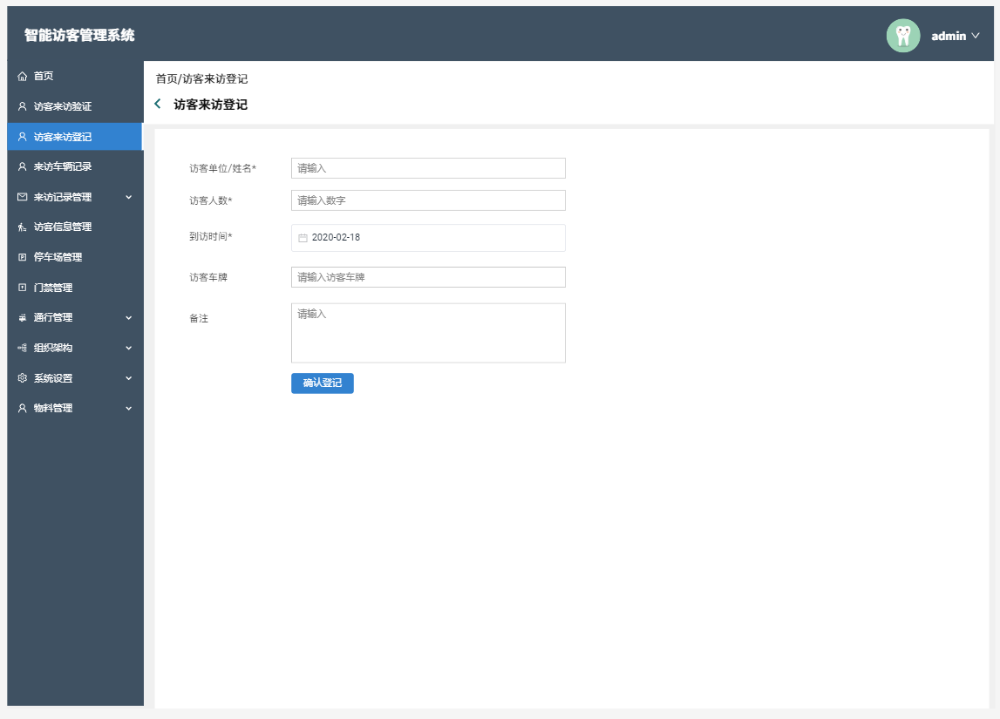 智能访客管理系统
admin
首页
访客来访验证
访客来访登记
来访车辆记录
来访记录管理
访客信息管理
停车场管理
门禁管理
通行管理
组织架构
系统设置
物料管理
首页/访客来访登记
访客来访登记
访客单位/姓名*
请输入
访客人数*
请输入数字
到访时间*
2020-02-18
访客车牌
请输入访客车牌
备注
请输入
确认登记